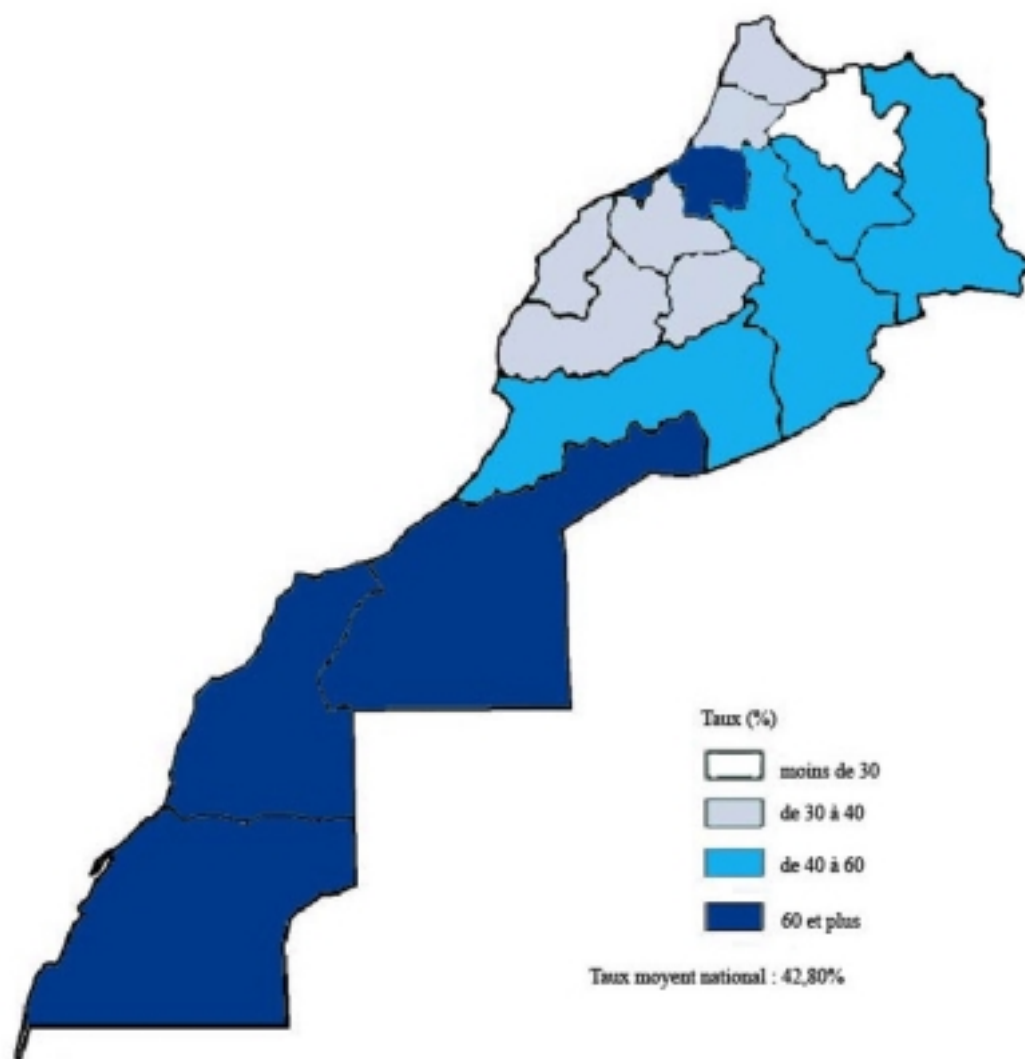 Taux (%)
moins de 30
de 30 à 40
de 40 à 60
60 et plus
Taux moyent national : 42,80%